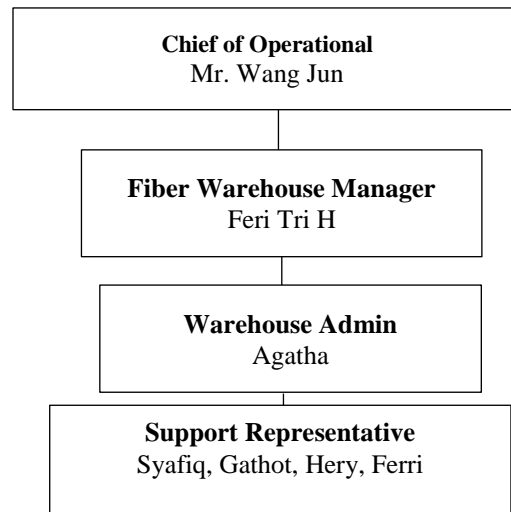 Chief of Operational
Mr. Wang Jun
Fiber Warehouse Manager
Feri Tri H
Warehouse Admin
Agatha
Support Representative
Syafiq, Gathot, Hery, Ferri